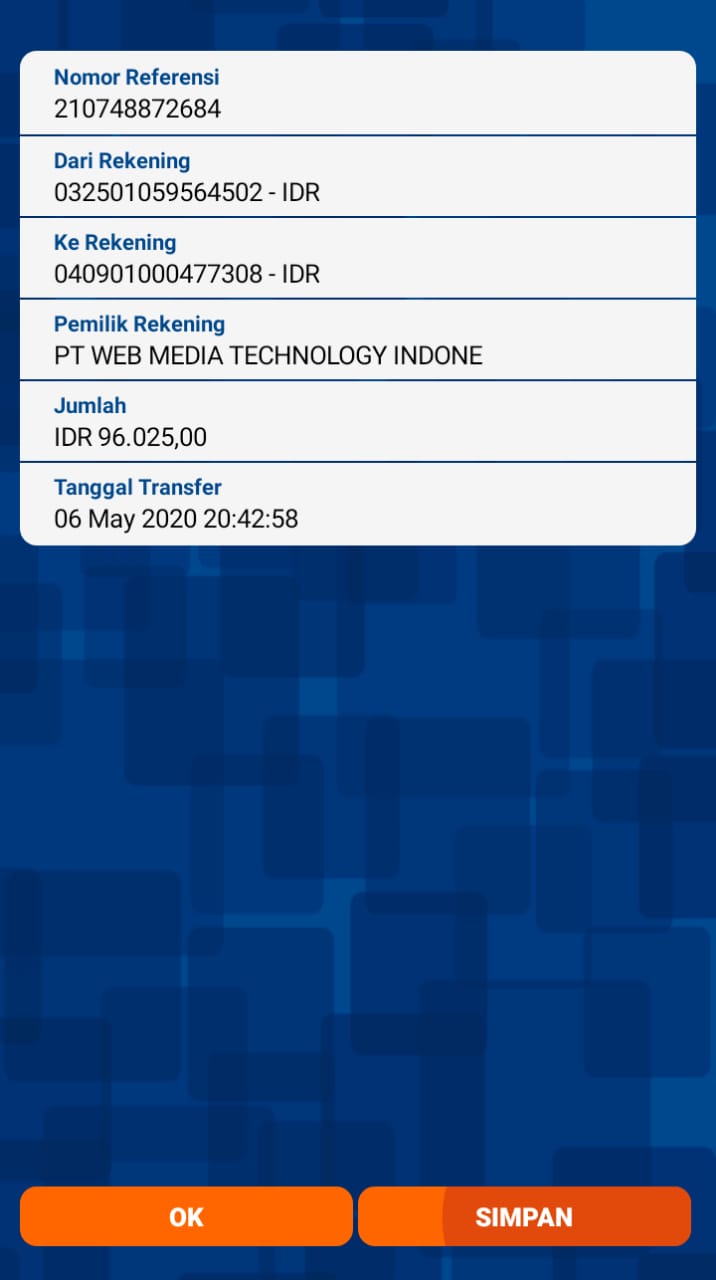 Nomor Referensi
210748872684
Dari Rekening
032501059564502 - IDR
Ke Rekening
040901000477308 - IDR
Pemilik Rekening
PT WEB MEDIA TECHNOLOGY INDONE
Jumlah
IDR 96.025,00
Tanggal Transfer
06 May 2020 20:42:58
OK
SIMPAN